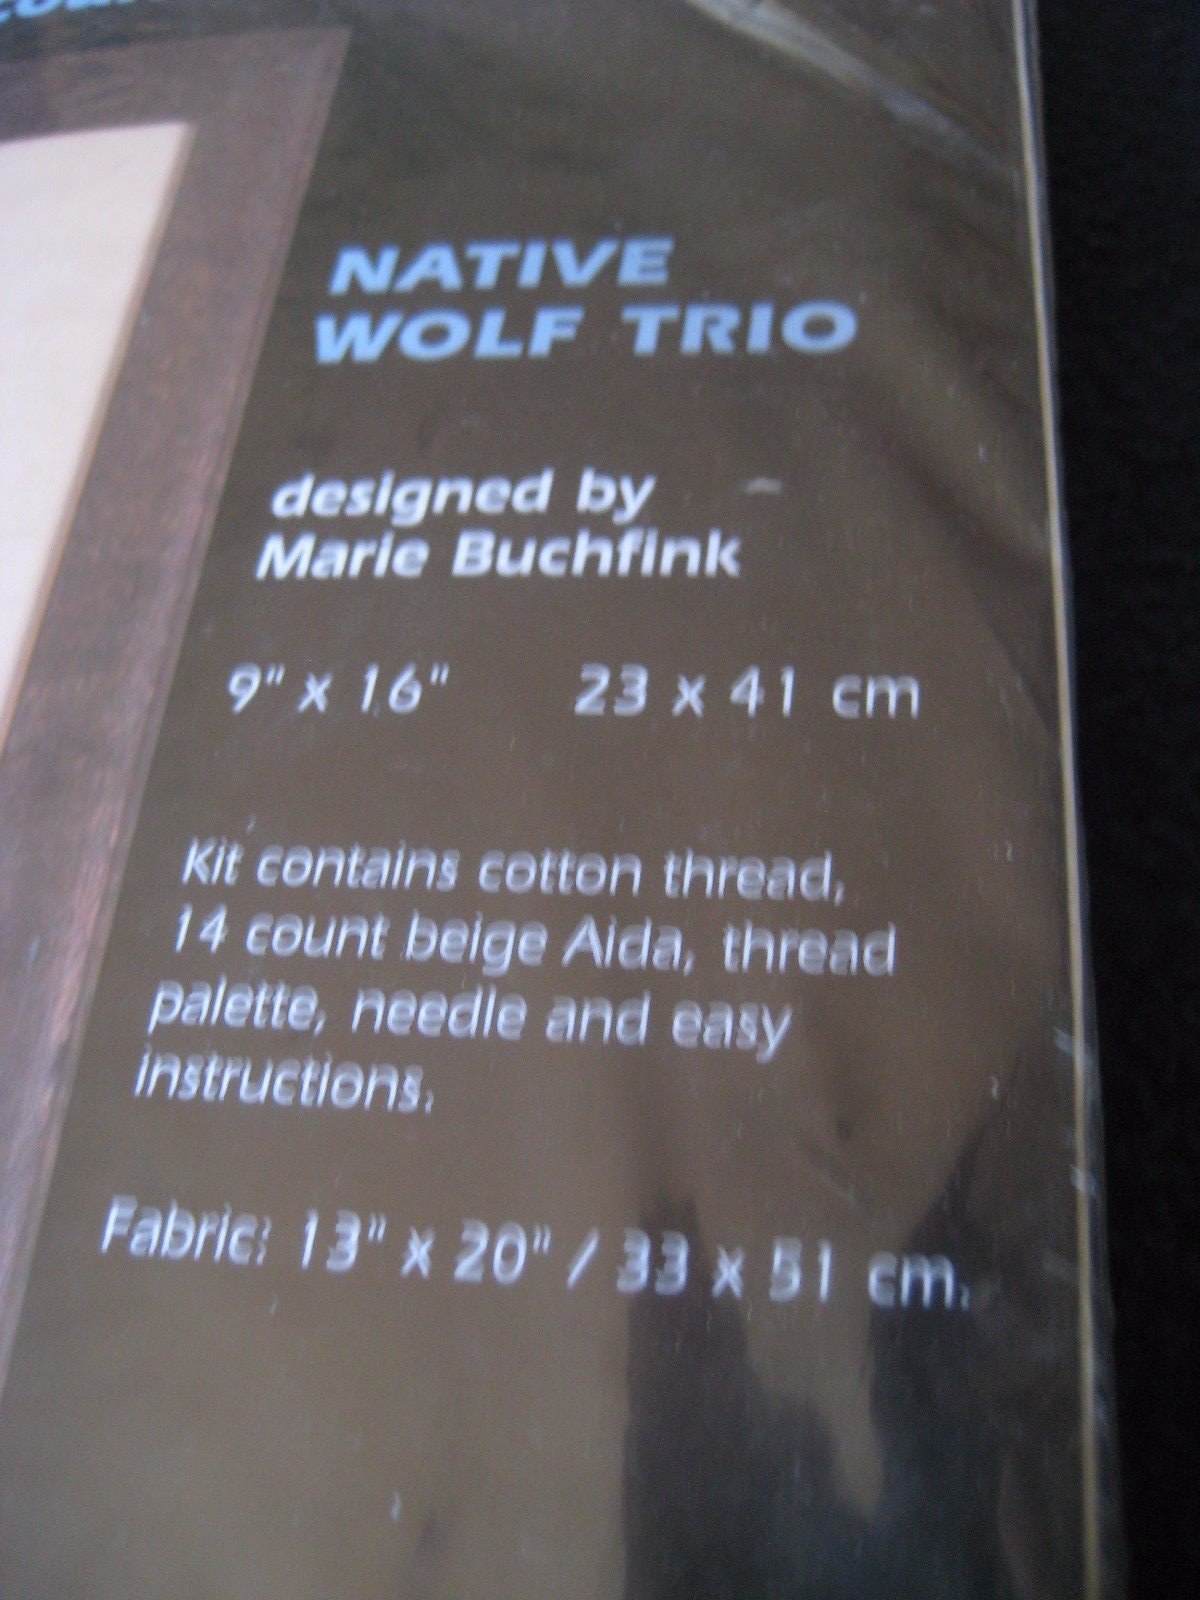 NATIVE
WOLF TRIO
designed by
Marie Buchfink
9" x 16" 23 x 41 cm
Kit contains cotton thread,
14 count beige Aida, thread
palette, needle and easy
instructions.
Fabric: 13" x 20" / 33 x 51 cm.